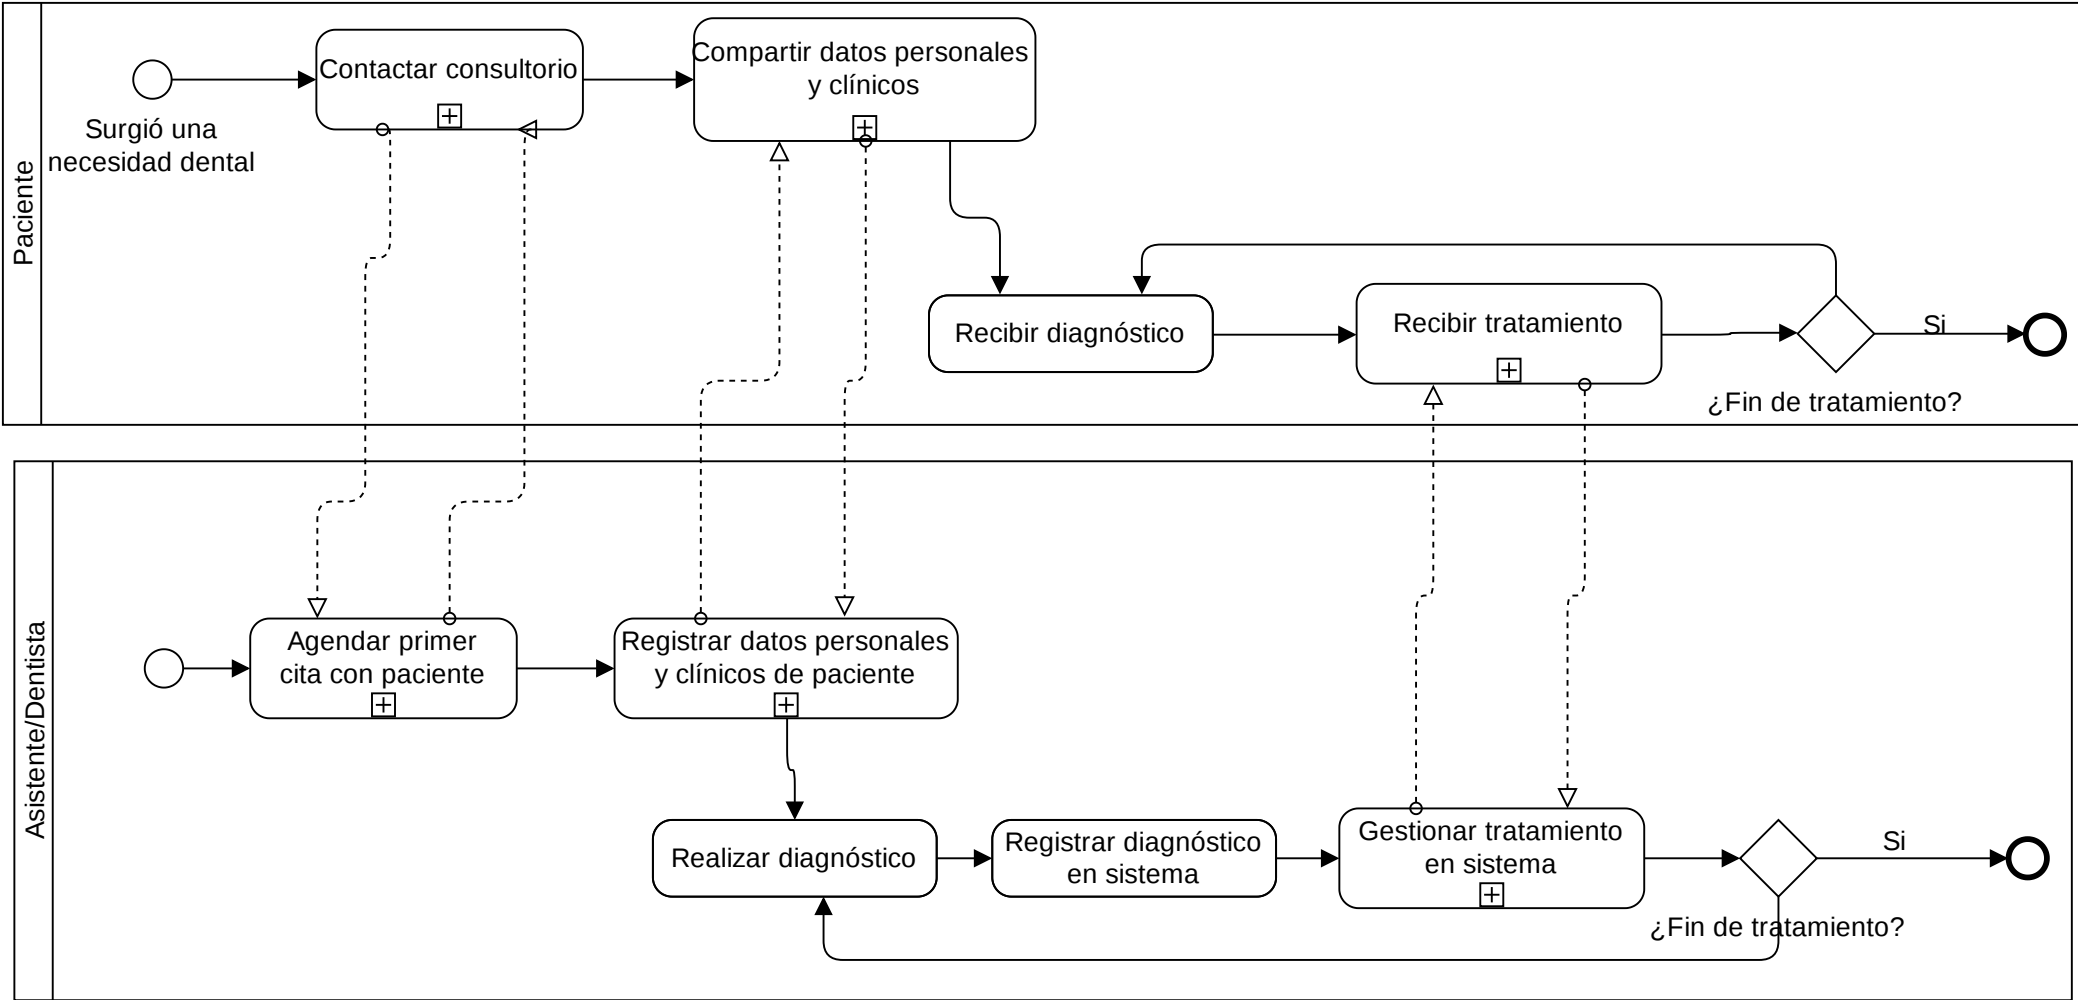 Paciente
Surgió una
necesidad dental
Contactar consultorio
Compartir datos personales
y clínicos
Recibir diagnóstico
Recibir tratamiento
Si
¿Fin de tratamiento?
Asistente/Dentista
Agendar primer
cita con paciente
Registrar datos personales
y clínicos de paciente
Realizar diagnóstico
Registrar diagnóstico
en sistema
Gestionar tratamiento
en sistema
Si
¿Fin de tratamiento?